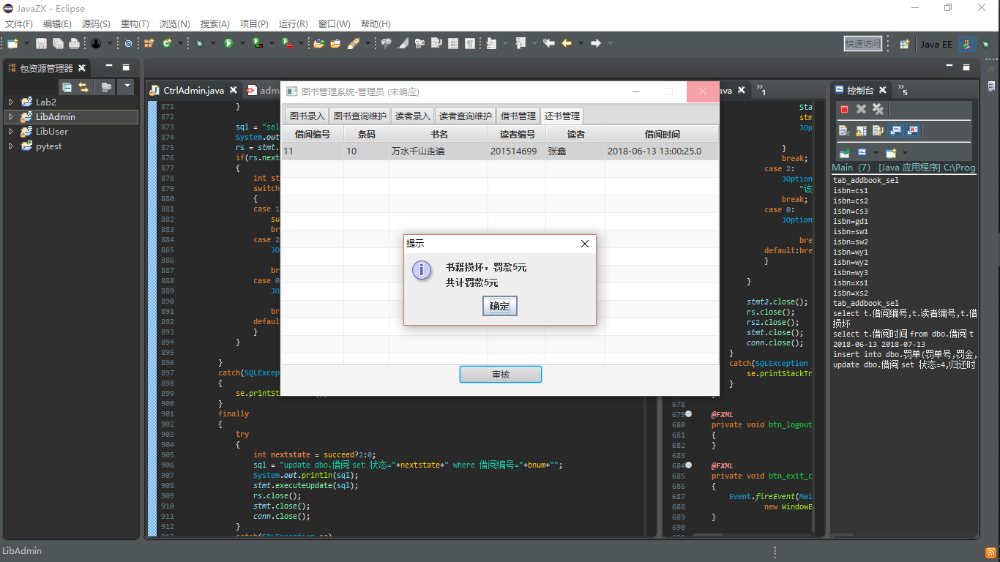 JavaZX - Eclipse
文件(F) 编辑(E) 源码(S) 重构(T) 浏览(N) 搜索(A) 项目(P) 运行(R) 窗口(W) 帮助(H)
快速访问
Java EE
包资源管理器
Lab2
LibAdmin
LibUser
pytest
CtrlAdmin.java
adm
871 }
872
873 sql = "sel
874 System.out
875 rs = stmt.
876 if(rs.next
877 {
878 int st
879 switch
880 {
881 case 1
882 su
883 br
884 case 2
885 JO
886
887 br
888 case 0
889 JO
890
891 br
892 default
893 }
894 }
895
896 }
897 catch(SQLExcep
898 {
899 se.printSt
900 }
901 finally
902 {
903 try
904 {
905 int nextstate = succeed?2:0;
906 sql = "update dbo.借阅 set 状态="+nextstate+" where 借阅编号="+bnum+"";
907 System.out.println(sql);
908 stmt.executeUpdate(sql);
909 rs.close();
910 stmt.close();
911 conn.close();
912 }
catch(SQLException se)
图书管理系统-管理员 (未响应)
图书录入 图书查询维护 读者录入 读者查询维护 借书管理 还书管理
借阅编号 条码 书名 读者编号 读者 借阅时间
11 10 万水千山走遍 201514699 张鑫 2018-06-13 13:00:25.0
提示
书籍损坏，罚款5元
共计罚款5元
确定
审核
ava
1
Sta
stm
JOp
}
break;
case 2:
JOption
"该
break;
case 0:
JOption
bre
default:bre
}
}
stmt2.close();
rs.close();
rs2.close();
stmt.close();
conn.close();
}
catch(SQLException
se.printStackTr
}
678
679 @FXML
680 private void btn_logout
681 {
682 }
683
684 @FXML
685 private void btn_exit_c
686 {
687 Event.fireEvent(Mai
688 new WindowE
689 }
690
控制台
5
Main (7) [Java 应用程序] C:\Prog
tab_addbook_sel
isbn=cs1
isbn=cs2
isbn=cs3
isbn=gd1
isbn=sw1
isbn=sw2
isbn=wy1
isbn=wy2
isbn=wy3
isbn=xs1
isbn=xs2
tab_addbook_sel
select t.借阅编号,t.读者编号,t.借
损坏
select t.借阅时间 from dbo.借阅 t
2018-06-13 2018-07-13
insert into dbo.罚单(罚单号,罚金,
update dbo.借阅 set 状态=4,归还时
LibAdmin